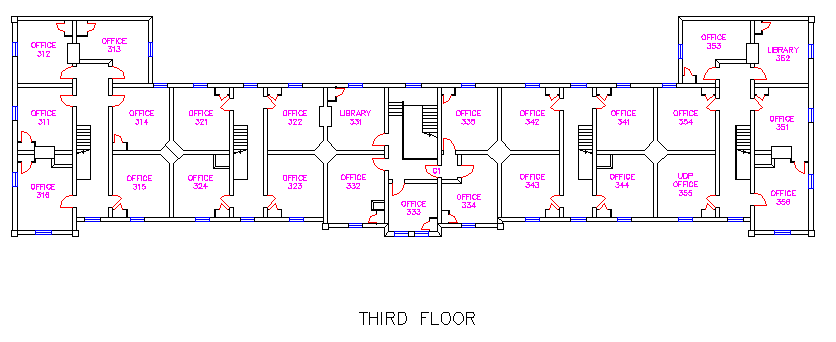 OFFICE
312
OFFICE
313
OFFICE
353
LIBRARY
352
OFFICE
311
OFFICE
314
OFFICE
321
OFFICE
322
LIBRARY
331
OFFICE
335
OFFICE
342
OFFICE
341
OFFICE
354
OFFICE
351
OFFICE
316
OFFICE
315
OFFICE
324
OFFICE
323
OFFICE
332
C1
OFFICE
333
OFFICE
334
OFFICE
343
OFFICE
344
UDP
OFFICE
355
OFFICE
356
THIRD FLOOR